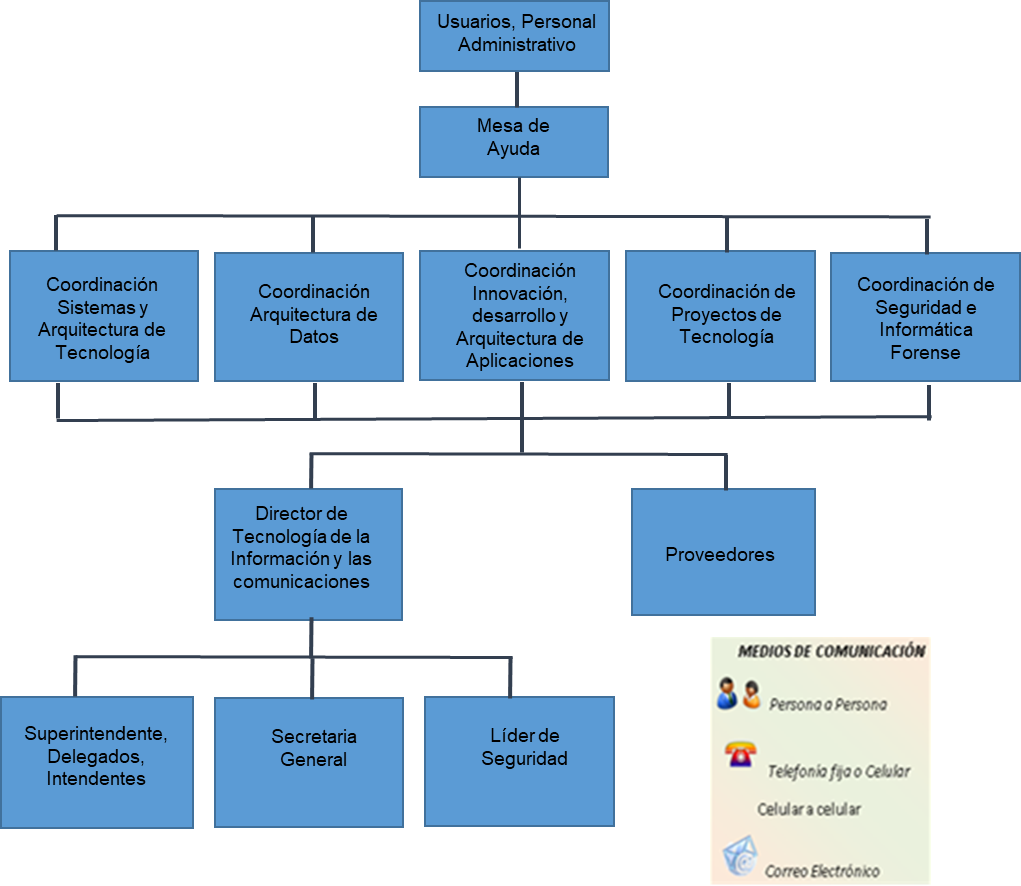 Usuarios, Personal
Administrativo
Mesa de
Ayuda
Coordinación
Sistemas y
Arquitectura de
Tecnología
Coordinación
Arquitectura de
Datos
Coordinación
Innovación,
desarrollo y
Arquitectura de
Aplicaciones
Coordinación de
Proyectos de
Tecnología
Coordinación de
Seguridad e
Informática
Forense
Director de
Tecnología de la
Información y las
comunicaciones
Proveedores
Superintendente,
Delegados,
Intendentes
Secretaria
General
Líder de
Seguridad
MEDIOS DE COMUNICACIÓN
Persona a Persona
Telefonía fija o Celular
Celular a celular
Correo Electrónico